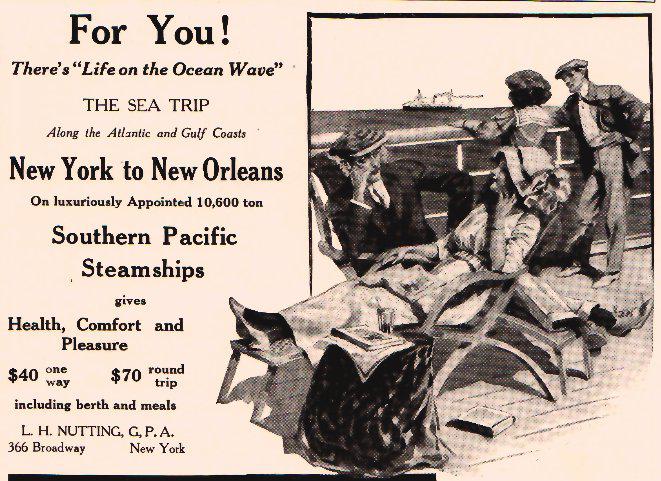 For You!
There's "Life on the Ocean Wave"
THE SEA TRIP
Along the Atlantic and Gulf Coasts
New York to New Orleans
On luxuriously Appointed 10,600 ton
Southern Pacific
Steamships
gives
Health, Comfort and
Pleasure
$40 one way $70 round trip
including berth and meals
L. H. NUTTING, G. P. A.
366 Broadway New York